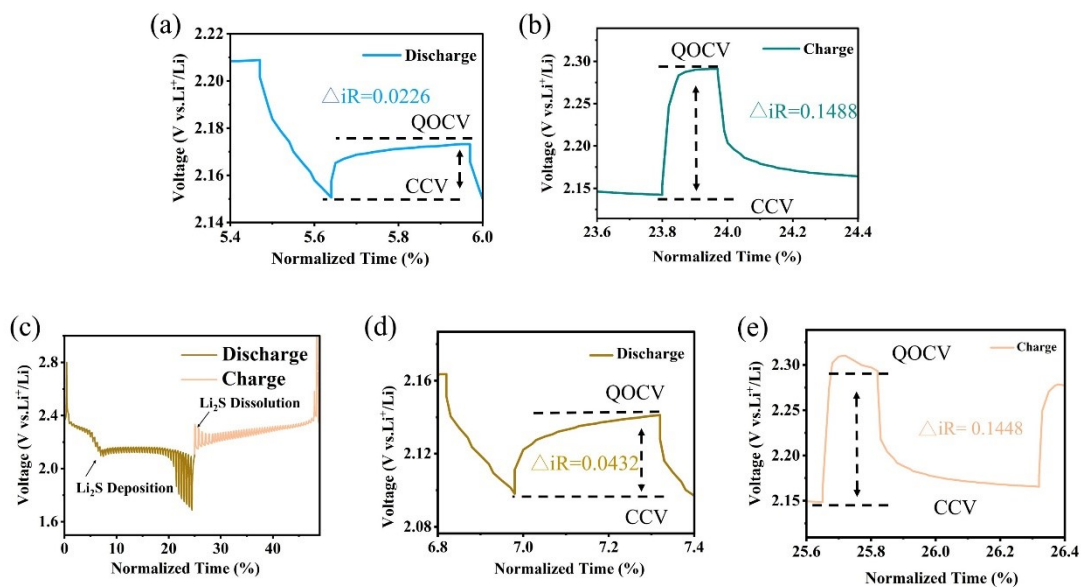 (a)
Discharge
△iR=0.0226
QOCV
CCV
Voltage (V vs.Li⁺/Li)
2.22
2.20
2.18
2.16
2.14
5.4 5.6 5.8 6.0
Normalized Time (%)
(b)
QOCV
Charge
△iR=0.1488
CCV
Voltage (V vs.Li⁺/Li)
2.30
2.25
2.20
2.15
23.6 23.8 24.0 24.2 24.4
Normalized Time (%)
(c)
Discharge
Charge
Li₂S Dissolution
Li₂S Deposition
Voltage (V vs.Li⁺/Li)
2.8
2.4
2.0
1.6
0 10 20 30 40
Normalized Time (%)
(d)
Discharge
QOCV
△iR=0.0432
CCV
Voltage (V vs.Li⁺/Li)
2.16
2.12
2.08
6.8 7.0 7.2 7.4
Normalized Time (%)
(e)
Charge
QOCV
△iR= 0.1448
CCV
Voltage (V vs.Li⁺/Li)
2.30
2.25
2.20
2.15
25.6 25.8 26.0 26.2 26.4
Normalized Time (%)